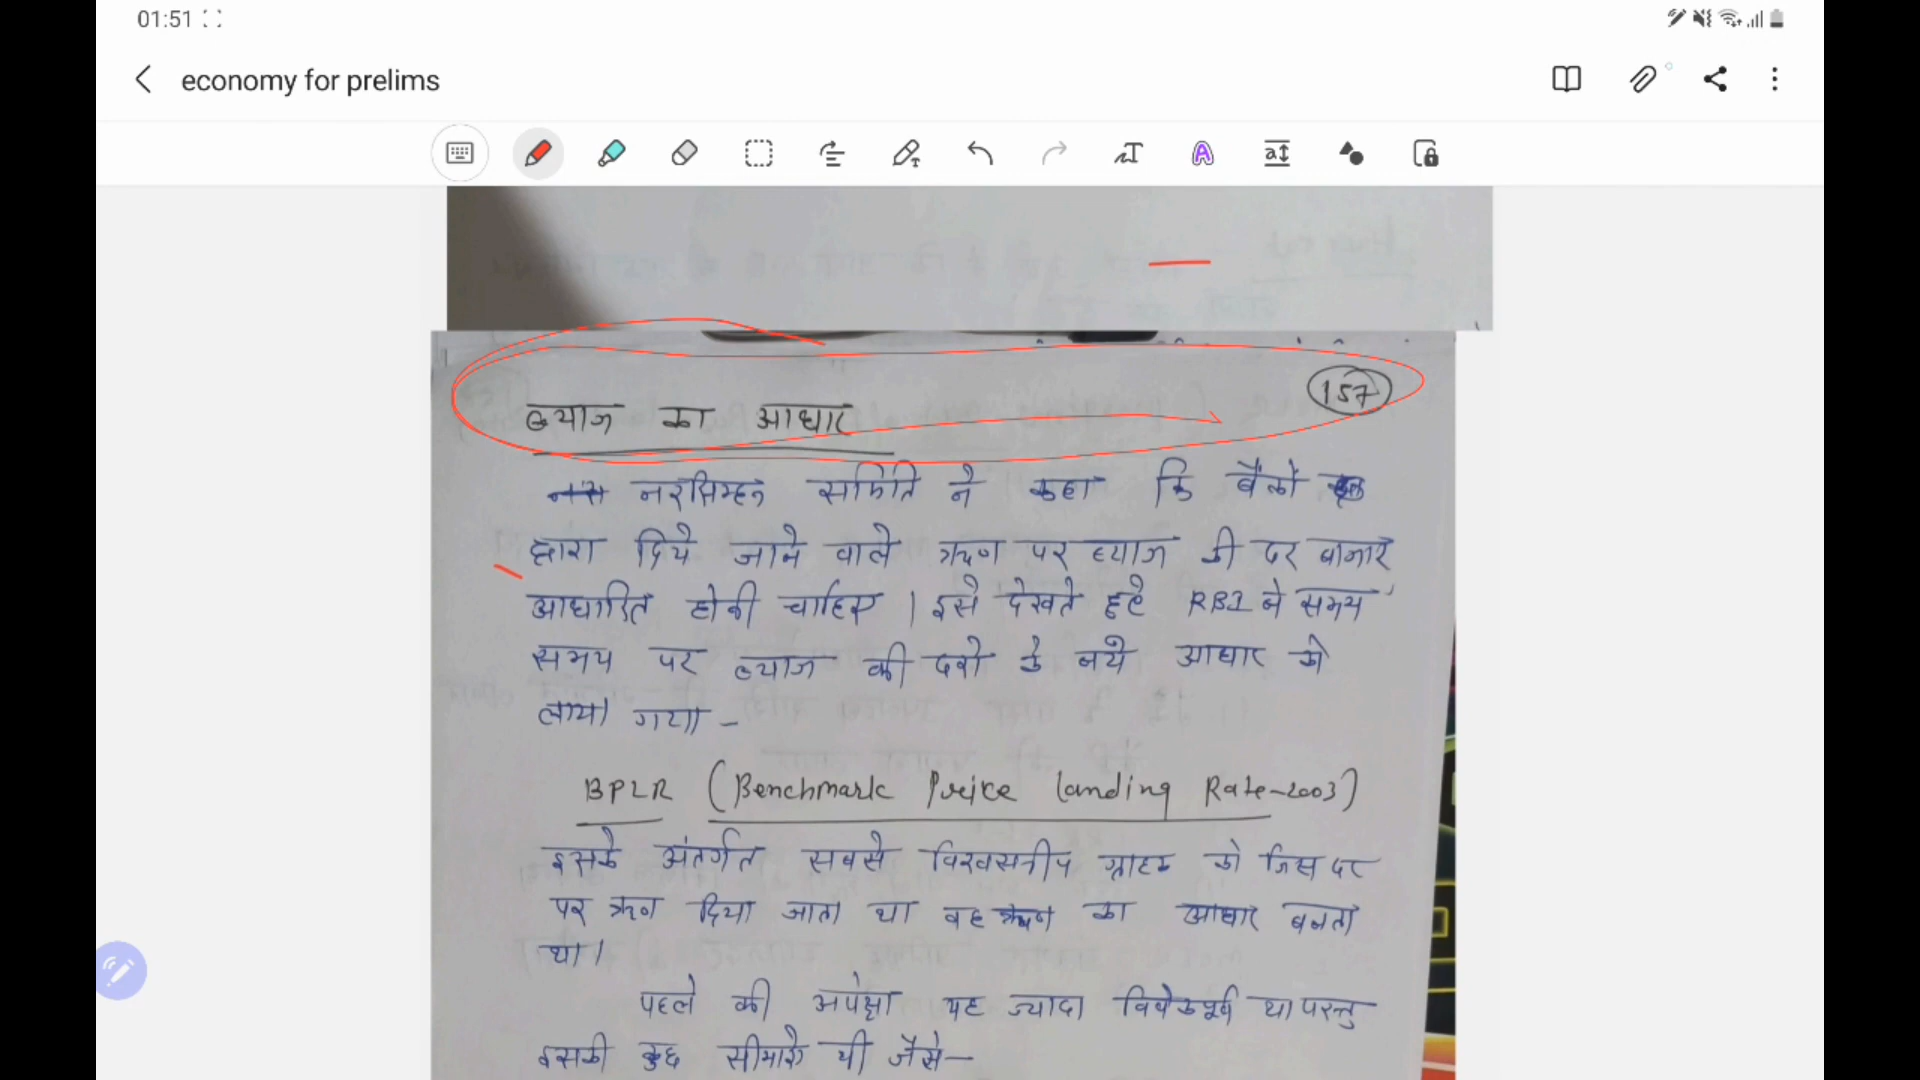 01:51
economy for prelims
157
ब्याज का आधार
नरसिम्हन समिति ने कहा कि बैंकों
द्वारा दिये जाने वाले ऋण पर ब्याज की दर बाजार
आधारित होनी चाहिए । इसे देखते हुए RBI ने समय
समय पर ब्याज की दरो के नये आधार को
लाया गया -
BPLR (Benchmark Preice Landing Rate-2003)
इसके अंतर्गत सबसे विश्वसनीय ग्राहक को जिस दर
पर ऋण दिया जाता था वह ऋण का आधार बनता
था।
पहले की अपेक्षा यह ज्यादा विवेकपूर्ण था परन्तु
इसकी कुछ सीमाऐ थी जैसे-